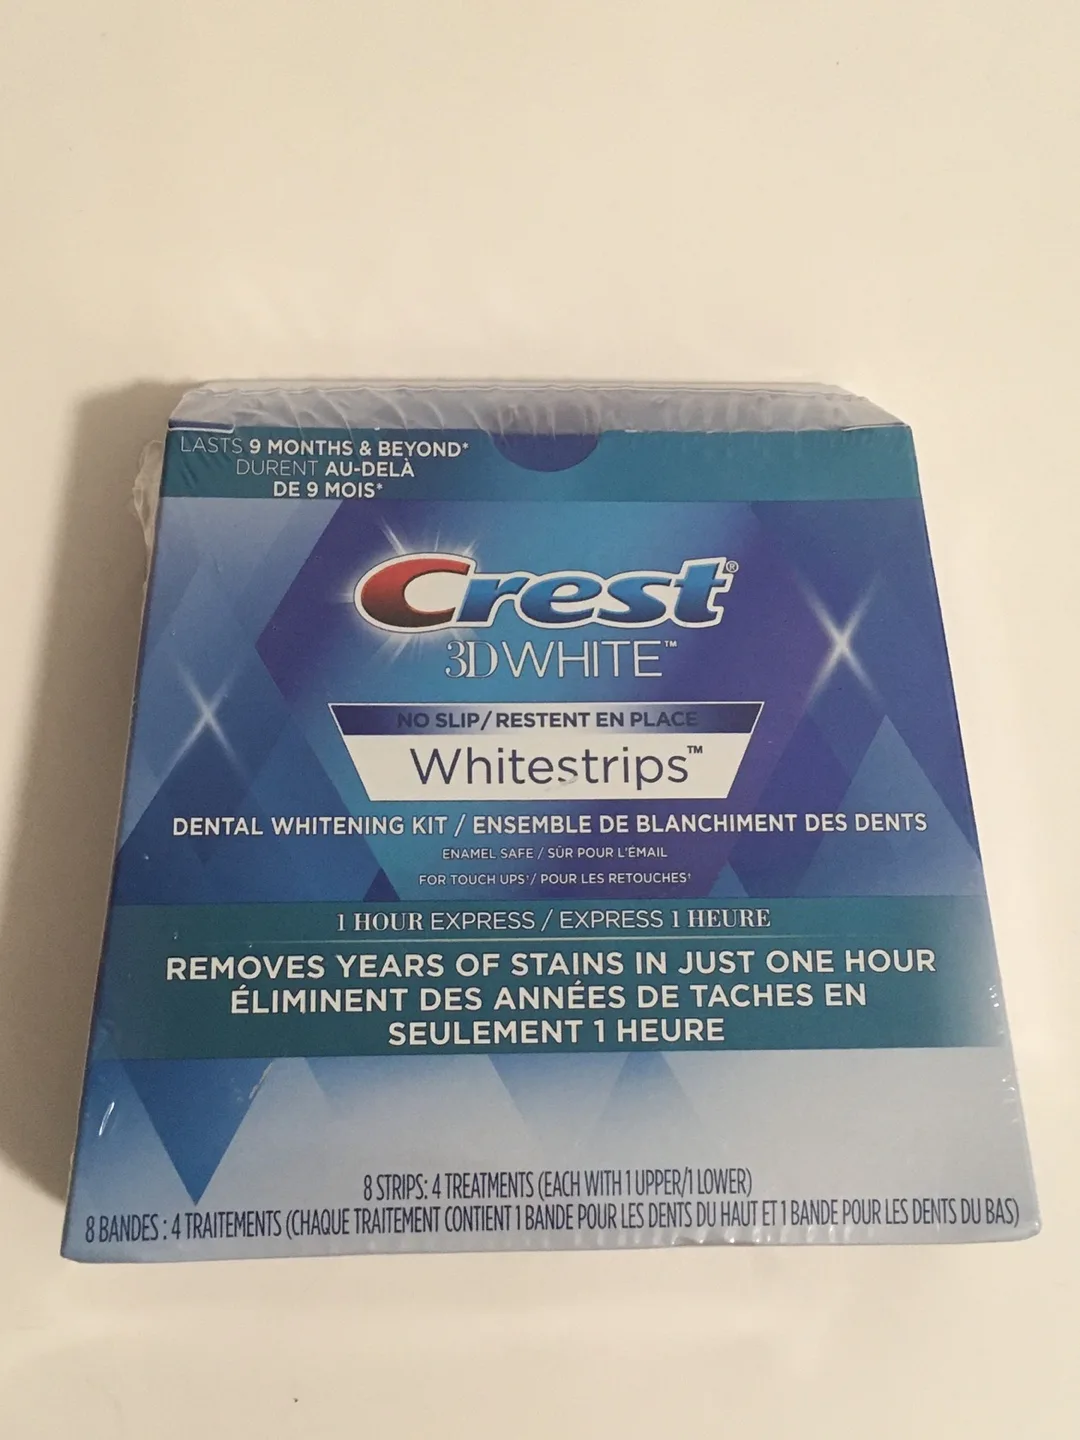 LASTS 9 MONTHS & BEYOND*
DURENT AU-DELÀ
DE 9 MOIS*
Crest®
3D WHITE™
NO SLIP/RESTENT EN PLACE
Whitestrips™
DENTAL WHITENING KIT / ENSEMBLE DE BLANCHIMENT DES DENTS
ENAMEL SAFE / SÛR POUR L'ÉMAIL
FOR TOUCH UPS†/ POUR LES RETOUCHES†
1 HOUR EXPRESS / EXPRESS 1 HEURE
REMOVES YEARS OF STAINS IN JUST ONE HOUR
ÉLIMINENT DES ANNÉES DE TACHES EN
SEULEMENT 1 HEURE
8 STRIPS: 4 TREATMENTS (EACH WITH 1 UPPER/1 LOWER)
8 BANDES : 4 TRAITEMENTS (CHAQUE TRAITEMENT CONTIENT 1 BANDE POUR LES DENTS DU HAUT ET 1 BANDE POUR LES DENTS DU BAS)